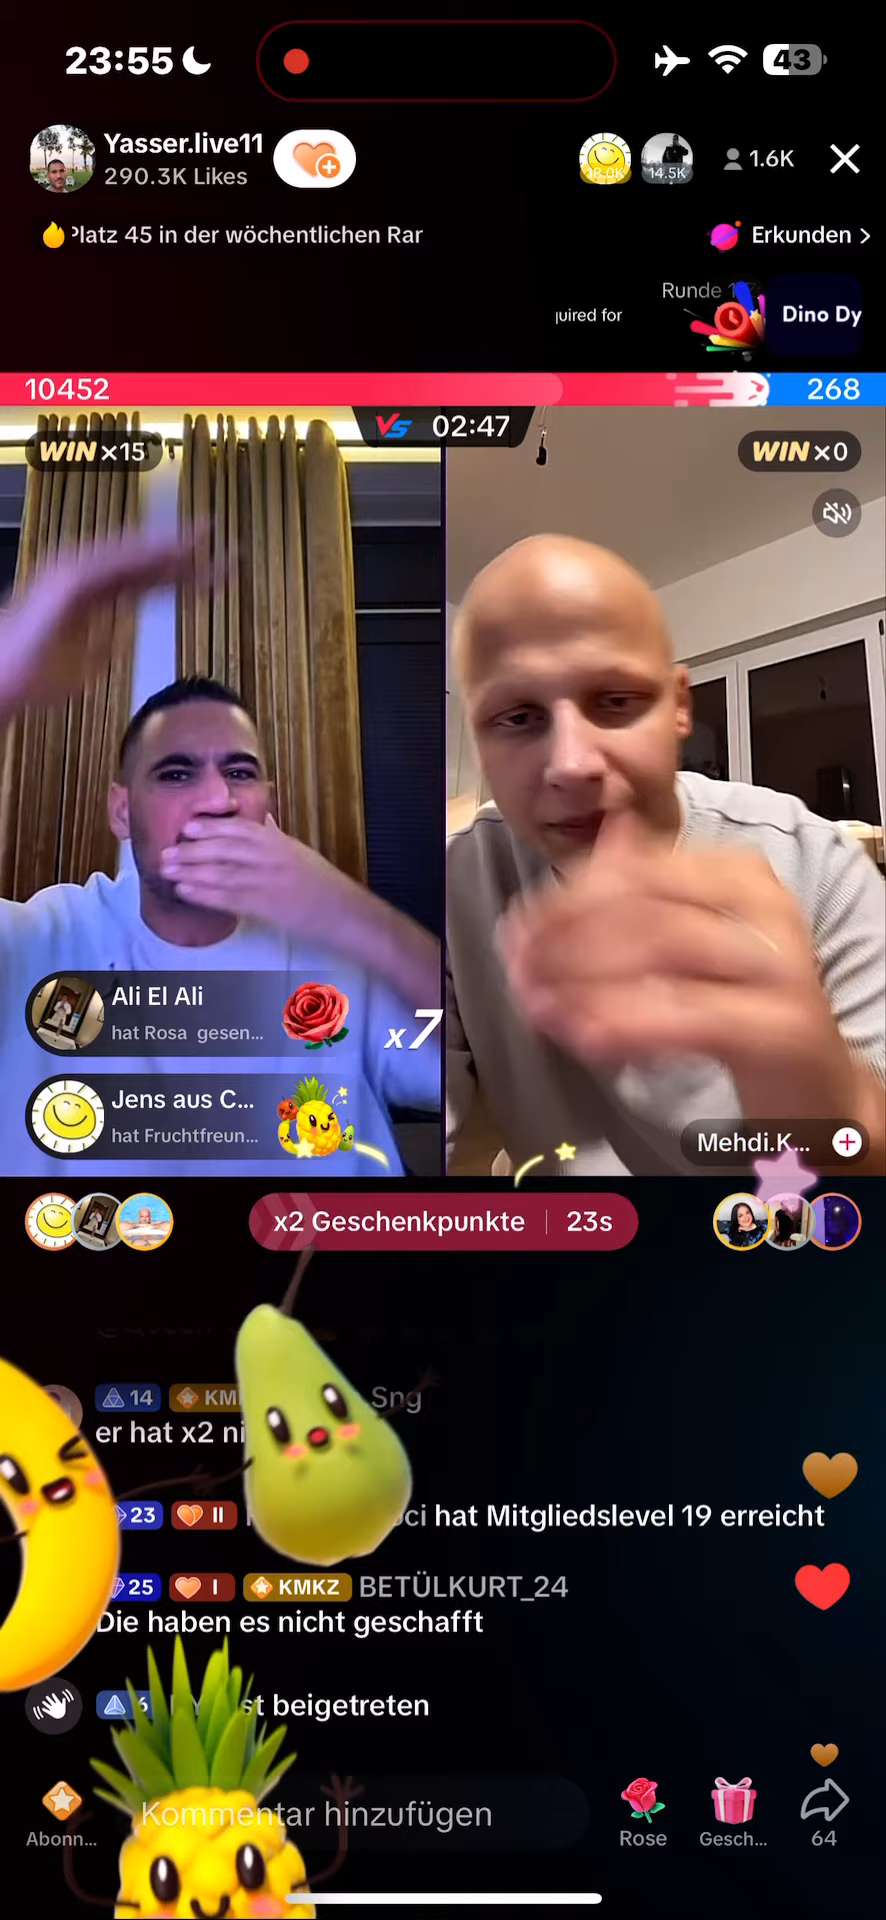 23:55
43
Yasser.live11
290.3K Likes
18.0K
14.5K
1.6K
Platz 45 in der wöchentlichen Rar
Erkunden >
Runde
uired for
Dino Dy
10452
268
VS 02:47
WIN x15
WIN x0
Ali El Ali
hat Rosa gesen...
x7
Jens aus C...
hat Fruchtfreun...
Mehdi.K...
x2 Geschenkpunkte | 23s
14 KM Sng
er hat x2 ni
23 II ci hat Mitgliedslevel 19 erreicht
25 I KMKZ BETÜLKURT_24
Die haben es nicht geschafft
6 st beigetreten
Kommentar hinzufügen
Abonn...
Rose
Gesch...
64